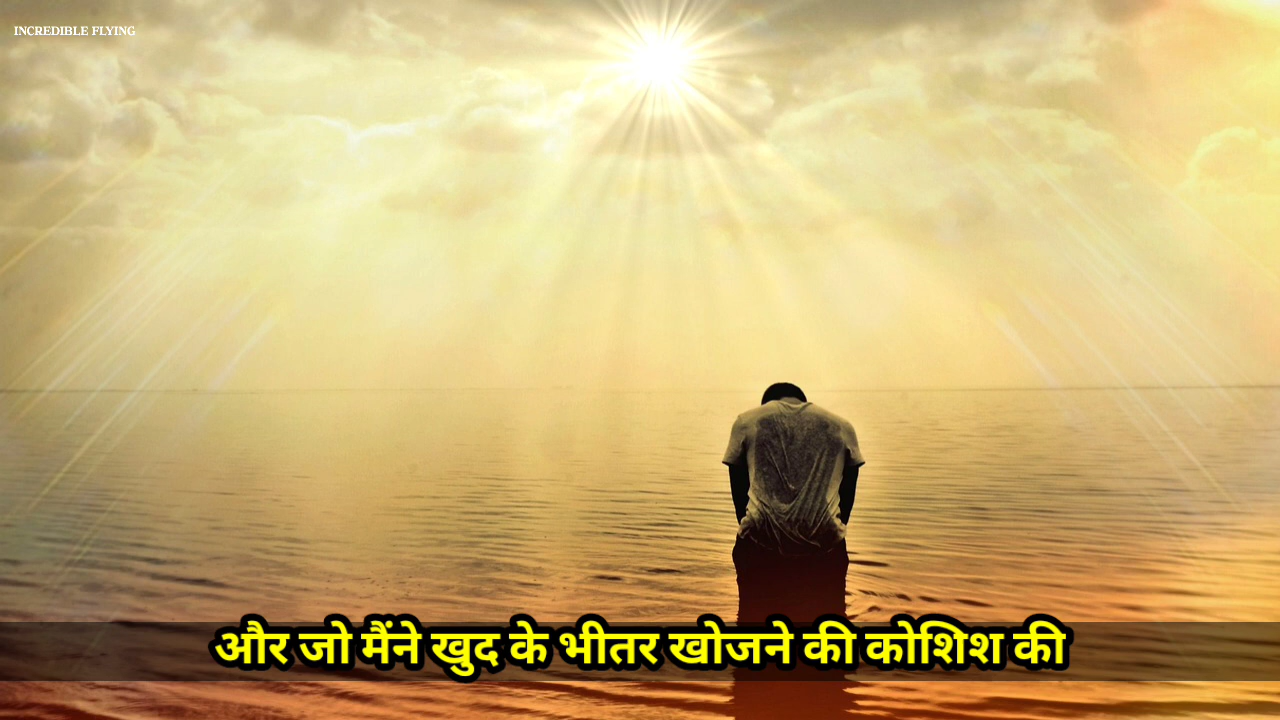 INCREDIBLE FLYING
और जो मैंने खुद के भीतर खोजने की कोशिश की